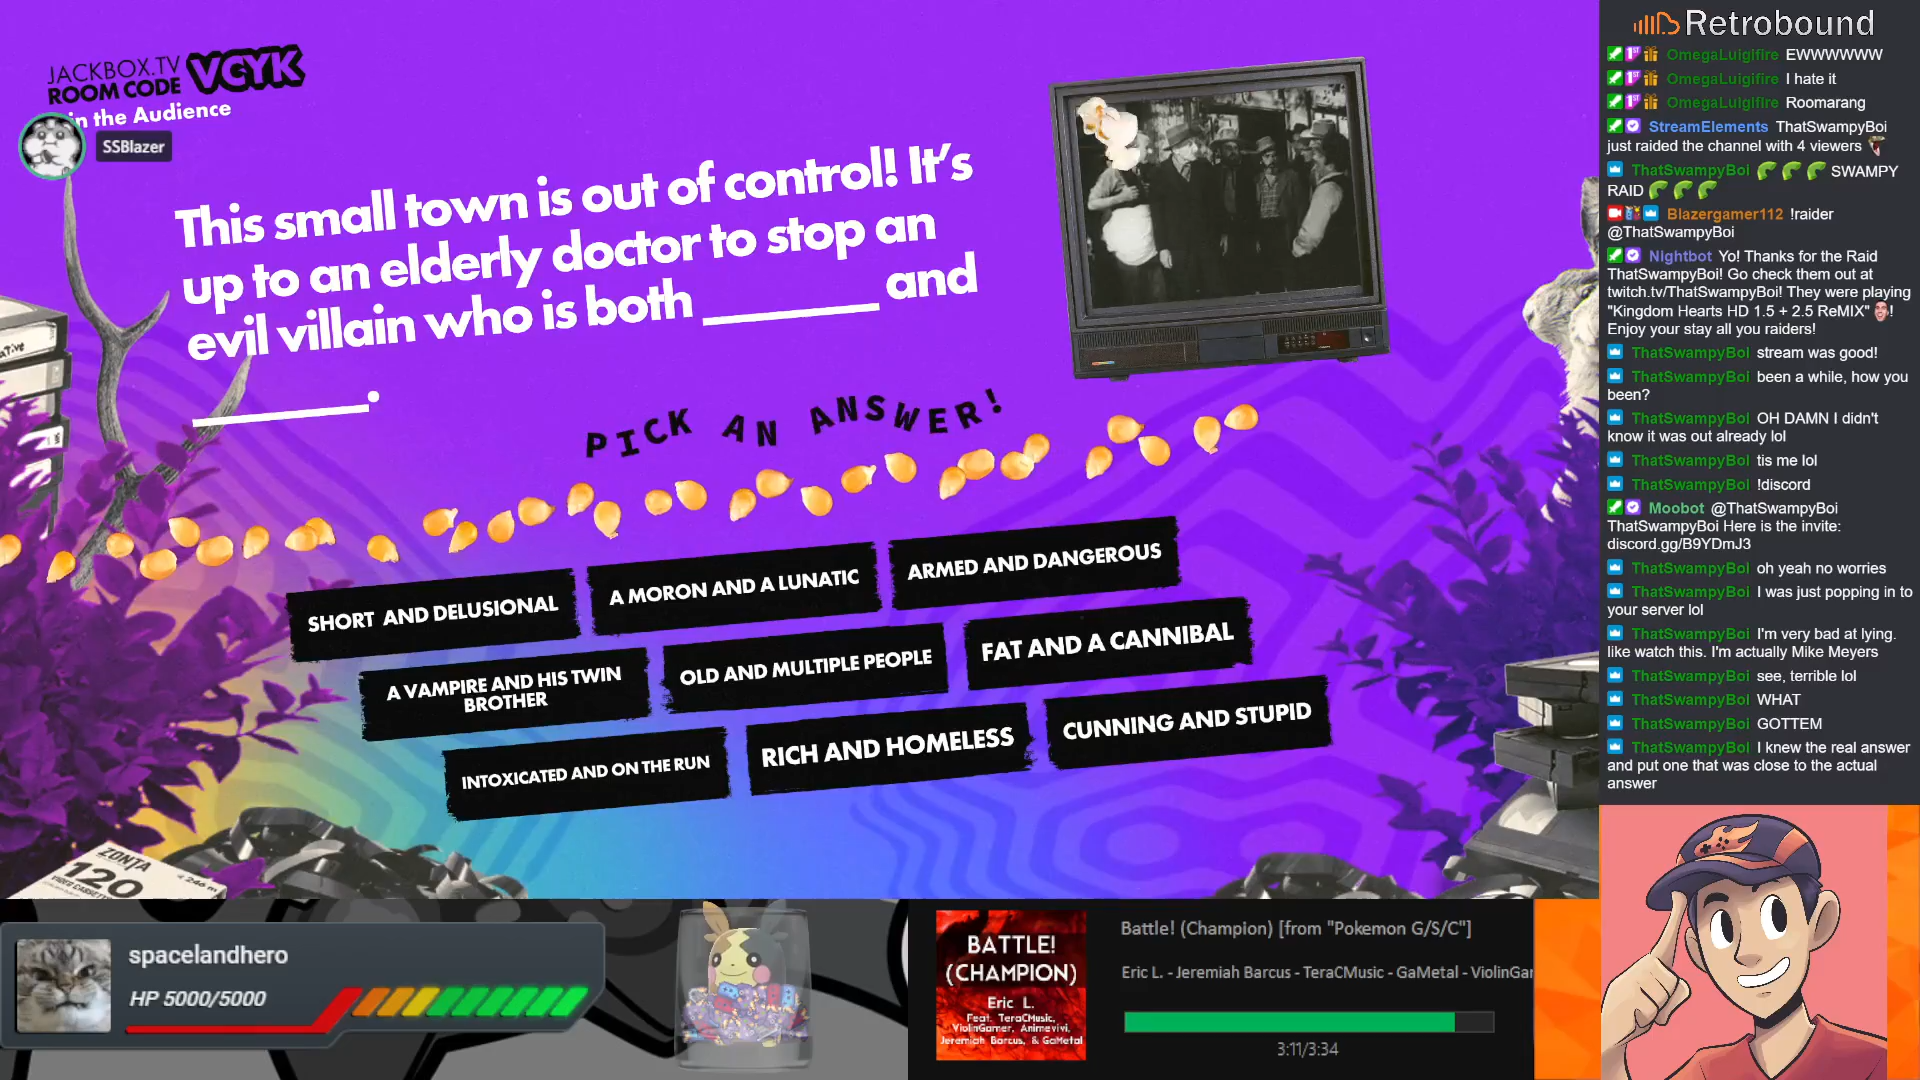 JACKBOX.TV
ROOM CODE
VCYK
in the Audience
SSBlazer
This small town is out of control! It's
up to an elderly doctor to stop an
evil villain who is both ______ and
______.
PICK AN ANSWER!
SHORT AND DELUSIONAL
A MORON AND A LUNATIC
ARMED AND DANGEROUS
A VAMPIRE AND HIS TWIN
BROTHER
OLD AND MULTIPLE PEOPLE
FAT AND A CANNIBAL
INTOXICATED AND ON THE RUN
RICH AND HOMELESS
CUNNING AND STUPID
ZONTA
120
VIDEO CASSETTE
246 m
spacelandhero
HP 5000/5000
BATTLE!
(CHAMPION)
Eric L.
Feat. TeraCMusic,
ViolinGamer, Animevivi,
Jeremiah Barcus, & GaMetal
Battle! (Champion) [from "Pokemon G/S/C"]
Eric L. - Jeremiah Barcus - TeraCMusic - GaMetal - ViolinGar
3:11/3:34
Retrobound
OmegaLuigifire EWWWWWW
OmegaLuigifire I hate it
OmegaLuigifire Roomarang
StreamElements ThatSwampyBoi
just raided the channel with 4 viewers
ThatSwampyBoi SWAMPY
RAID
Blazergamer112 !raider
@ThatSwampyBoi
Nightbot Yo! Thanks for the Raid
ThatSwampyBoi! Go check them out at
twitch.tv/ThatSwampyBoi! They were playing
"Kingdom Hearts HD 1.5 + 2.5 ReMIX" !
Enjoy your stay all you raiders!
ThatSwampyBoi stream was good!
ThatSwampyBoi been a while, how you
been?
ThatSwampyBoi OH DAMN I didn't
know it was out already lol
ThatSwampyBoi tis me lol
ThatSwampyBoi !discord
Moobot @ThatSwampyBoi
ThatSwampyBoi Here is the invite:
discord.gg/B9YDmJ3
ThatSwampyBoi oh yeah no worries
ThatSwampyBoi I was just popping in to
your server lol
ThatSwampyBoi I'm very bad at lying.
like watch this. I'm actually Mike Meyers
ThatSwampyBoi see, terrible lol
ThatSwampyBoi WHAT
ThatSwampyBoi GOTTEM
ThatSwampyBoi I knew the real answer
and put one that was close to the actual
answer